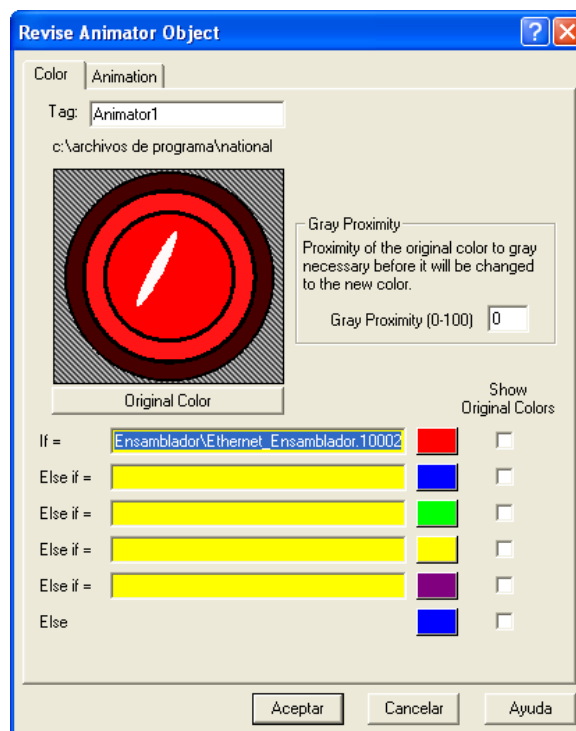 Revise Animator Object
Color Animation
Tag: Animator1
c:\archivos de programa\national
Gray Proximity
Proximity of the original color to gray
necessary before it will be changed
to the new color.
Gray Proximity (0-100) 0
Original Color
Show
Original Colors
If = Ensamblador\Ethernet_Ensamblador.10002
Else if =
Else if =
Else if =
Else if =
Else
Aceptar Cancelar Ayuda